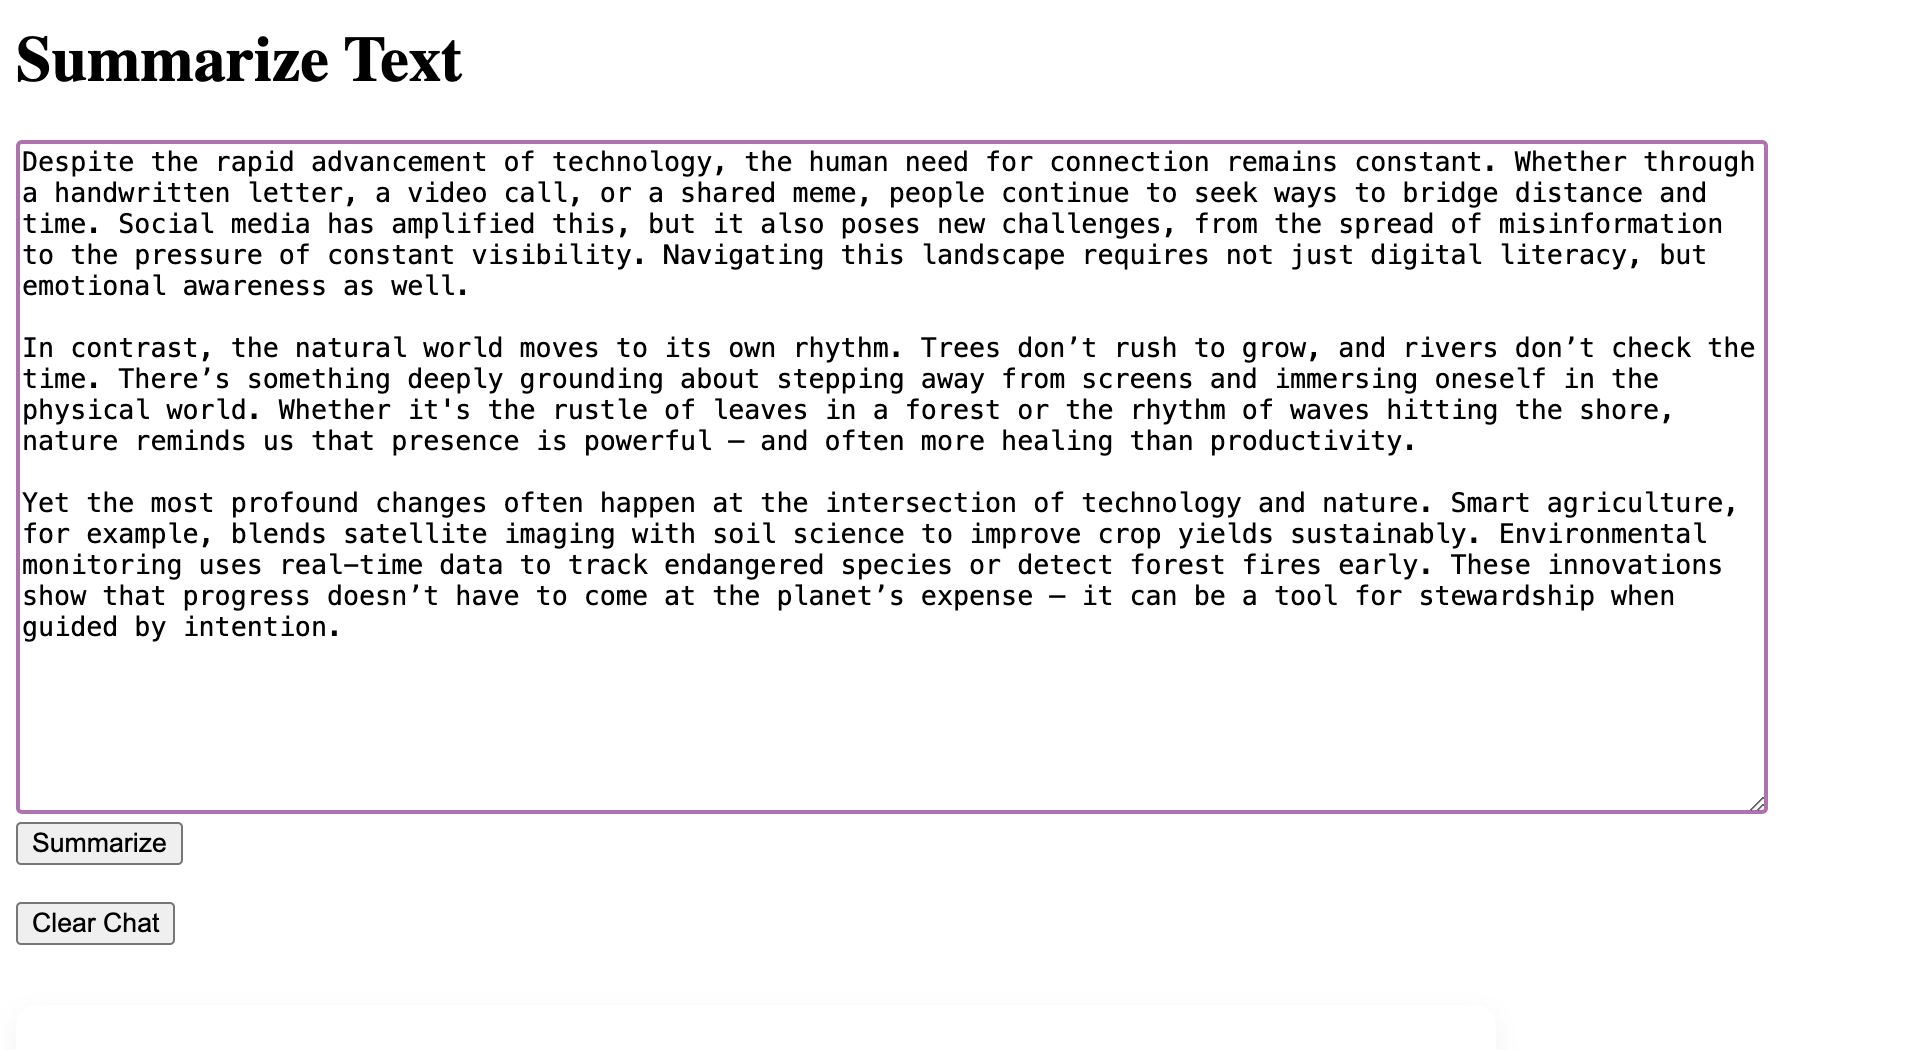 Summarize Text
Despite the rapid advancement of technology, the human need for connection remains constant. Whether through
a handwritten letter, a video call, or a shared meme, people continue to seek ways to bridge distance and
time. Social media has amplified this, but it also poses new challenges, from the spread of misinformation
to the pressure of constant visibility. Navigating this landscape requires not just digital literacy, but
emotional awareness as well.
In contrast, the natural world moves to its own rhythm. Trees don’t rush to grow, and rivers don’t check the
time. There’s something deeply grounding about stepping away from screens and immersing oneself in the
physical world. Whether it's the rustle of leaves in a forest or the rhythm of waves hitting the shore,
nature reminds us that presence is powerful — and often more healing than productivity.
Yet the most profound changes often happen at the intersection of technology and nature. Smart agriculture,
for example, blends satellite imaging with soil science to improve crop yields sustainably. Environmental
monitoring uses real-time data to track endangered species or detect forest fires early. These innovations
show that progress doesn’t have to come at the planet’s expense — it can be a tool for stewardship when
guided by intention.
Summarize
Clear Chat